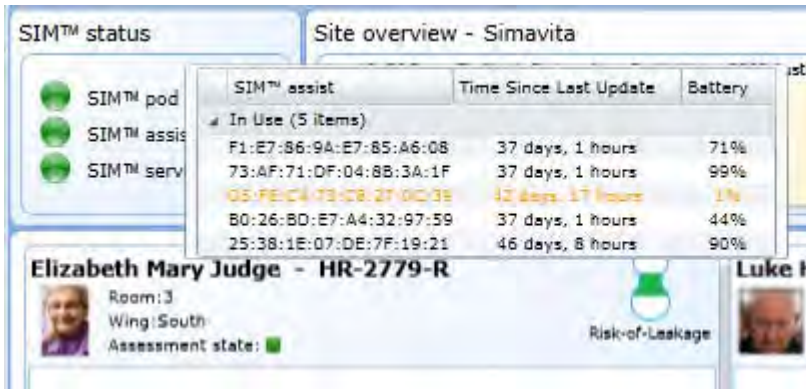 SIM™ status
Site overview - Simavita
SIM™ pod
SIM™ assis
SIM™ serv
SIM™ assist Time Since Last Update Battery
In Use (5 items)
F1:E7:86:9A:E7:85:A6:08 37 days, 1 hours 71%
73:AF:71:DF:04:8B:3A:1F 37 days, 1 hours 99%
42 days, 17 hours 1%
B0:26:BD:E7:A4:32:97:59 37 days, 1 hours 44%
25:38:1E:07:DE:7F:19:21 46 days, 8 hours 90%
Elizabeth Mary Judge - HR-2779-R
Room:3
Wing:South
Assessment state:
Risk-of-Leakage
Luke